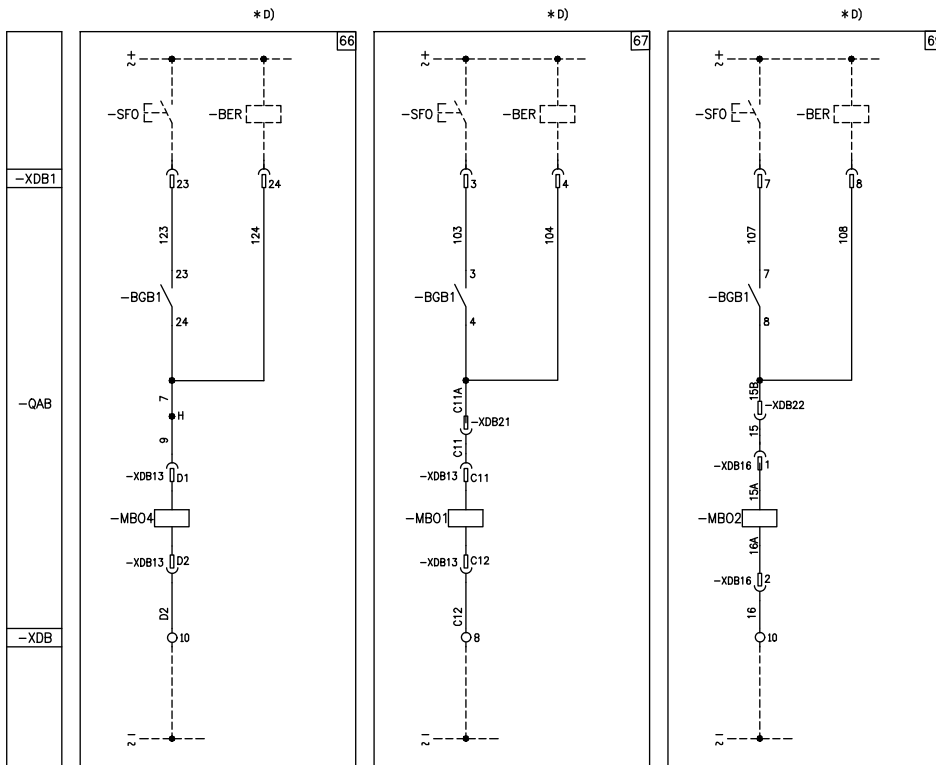 * D) * D) * D)
66 67
+ + +
~ ~ ~
-SFO -BER -SFO -BER -SFO -BER
-XDB1 23 24 3 4 7 8
123 124 103 104 107 108
23 3 7
-BGB1 -BGB1 -BGB1
24 4 8
7 C11A 15B
-QAB H -XDB21 -XDB22
9 C11 15
-XDB13 D1 -XDB13 C11 -XDB16 1
15A
-MBO4 -MBO1 -MBO2
16A
-XDB13 D2 -XDB13 C12 -XDB16 2
D2 C12 16
-XDB 10 8 10
- - -
~ ~ ~